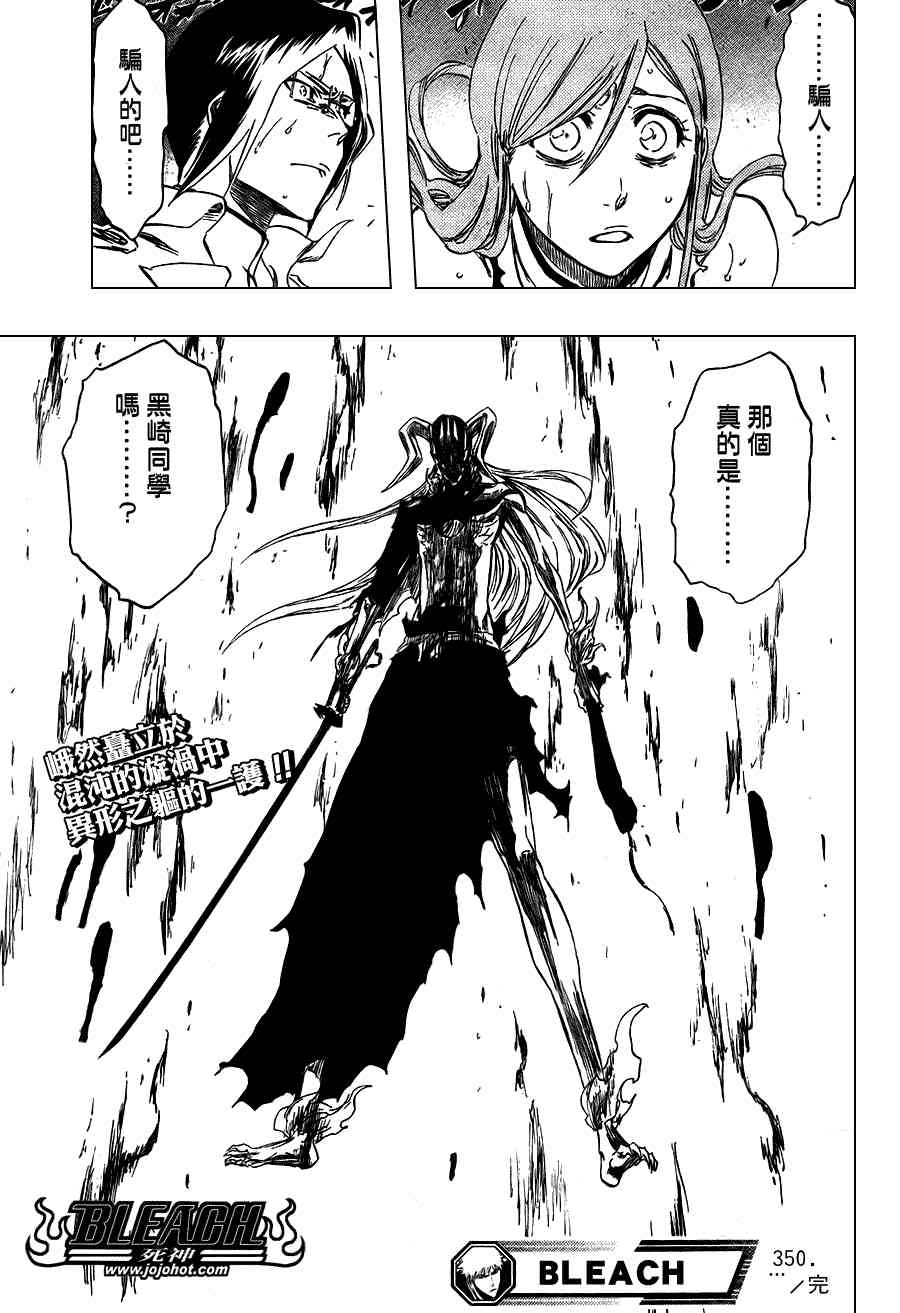 ………騙人………
騙人的吧……
那個
真的是………
黑崎同學
嗎…………?
峨然矗立於
混沌的漩渦中
異形之軀的一護!!
BLEACH
死神
www.jojohot.com
BLEACH
350.
…
/完